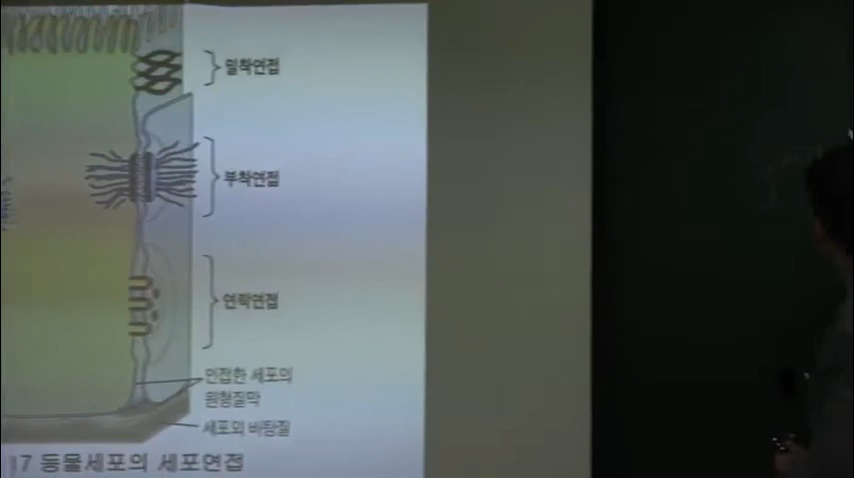 밀착연접
부착연접
연락연접
인접한 세포의
원형질막
세포외 바탕질
17 동물세포의 세포연접